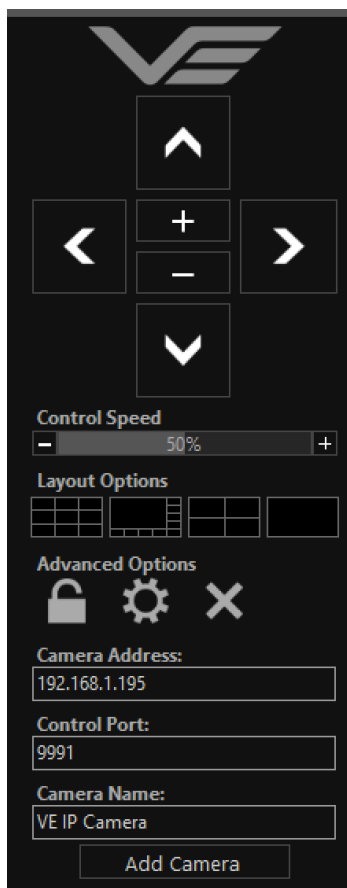 VE
+
−
Control Speed
− 50% +
Layout Options
Advanced Options
Camera Address:
192.168.1.195
Control Port:
9991
Camera Name:
VE IP Camera
Add Camera